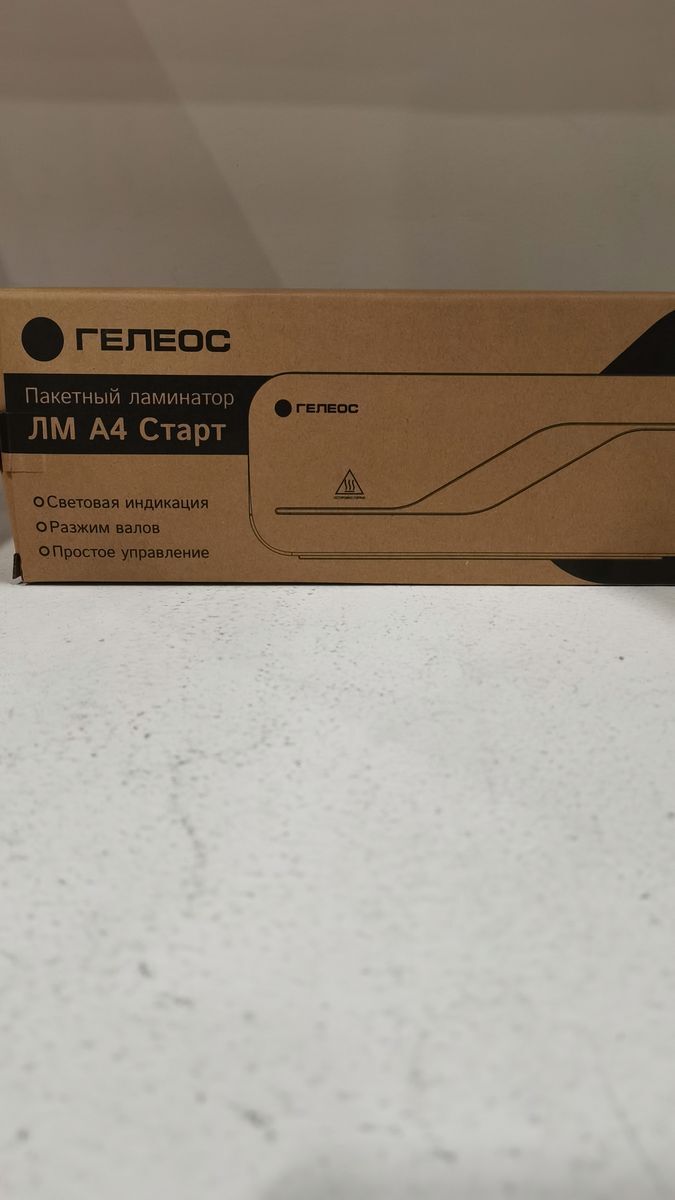 ГЕЛЕОС
Пакетный ламинатор
ЛМ А4 Старт
Световая индикация
Разжим валов
Простое управление
ГЕЛЕОС